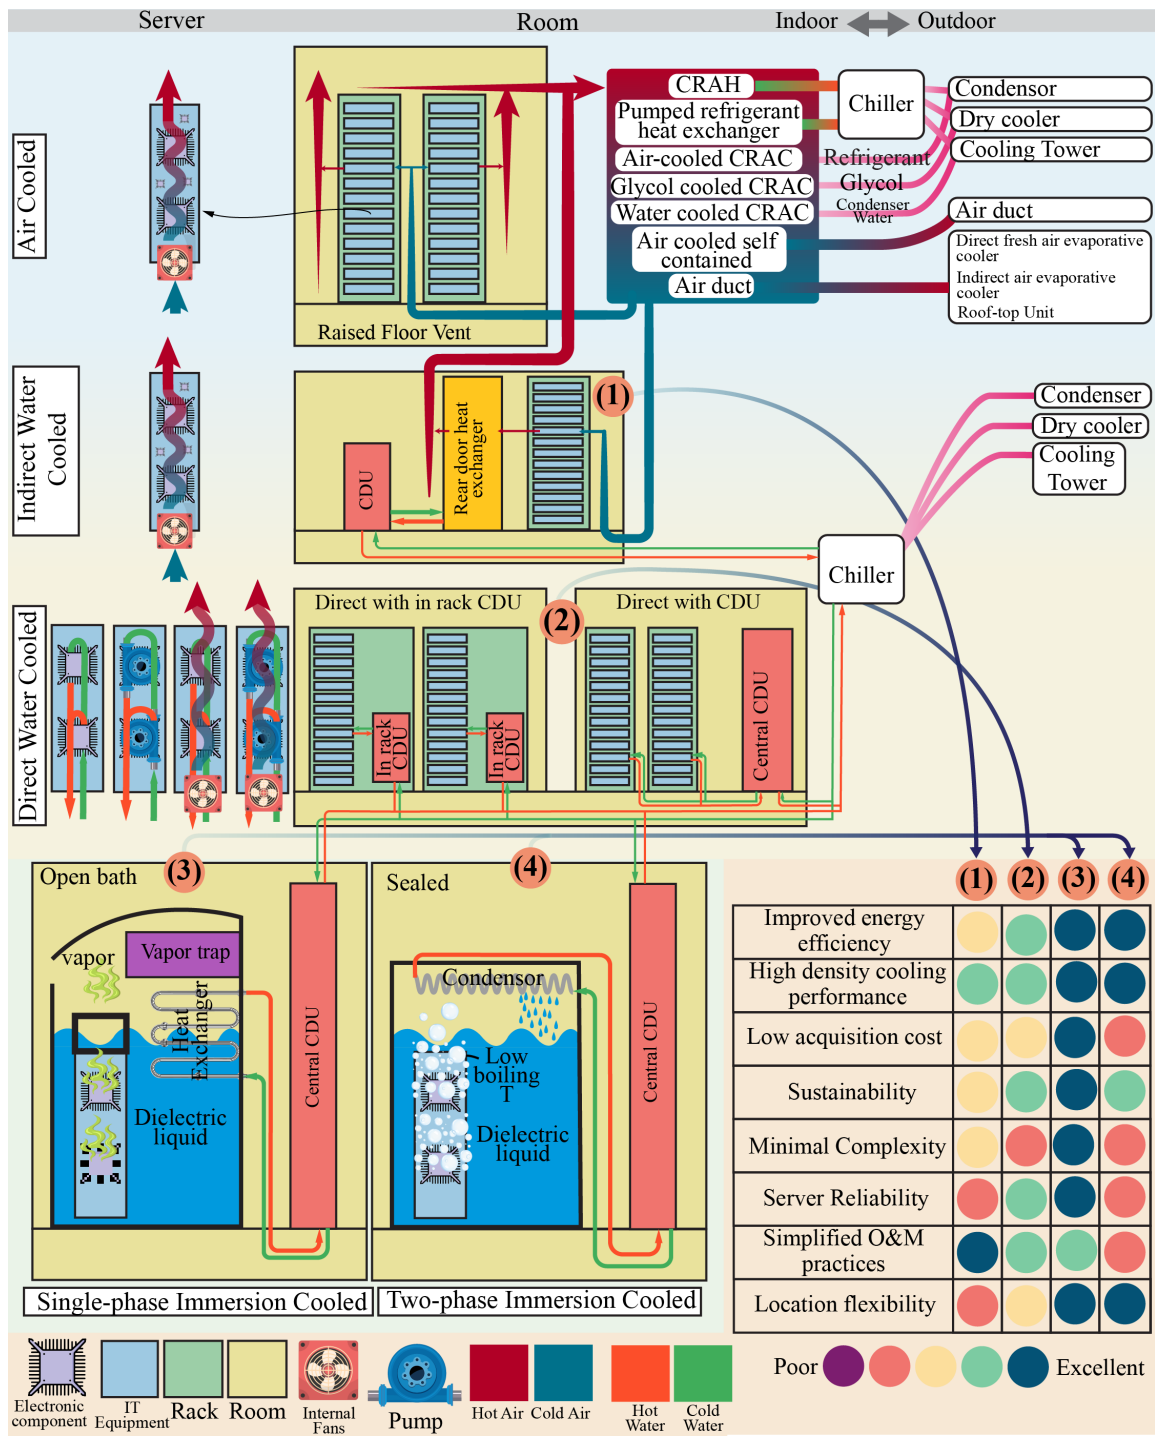 Server
Room
Indoor
Outdoor
Air Cooled
Raised Floor Vent
CRAH
Pumped refrigerant
heat exchanger
Air-cooled CRAC
Glycol cooled CRAC
Water cooled CRAC
Air cooled self
contained
Air duct
Chiller
Refrigerant
Glycol
Condenser
Water
Condensor
Dry cooler
Cooling Tower
Air duct
Direct fresh air evaporative
cooler
Indirect air evaporative
cooler
Roof-top Unit
Indirect Water
Cooled
CDU
Rear door heat
exchanger
(1)
Condenser
Dry cooler
Cooling
Tower
Chiller
Direct Water Cooled
Direct with in rack CDU
In rack
CDU
In rack
CDU
(2)
Direct with CDU
Central CDU
(3)
Open bath
vapor
Vapor trap
Heat
Exchanger
Dielectric
liquid
Central CDU
Single-phase Immersion Cooled
(4)
Sealed
Condensor
Low
boiling
T
Dielectric
liquid
Central CDU
Two-phase Immersion Cooled
(1) (2) (3) (4)
Improved energy
efficiency
High density cooling
performance
Low acquisition cost
Sustainability
Minimal Complexity
Server Reliability
Simplified O&M
practices
Location flexibility
Electronic
component
IT
Equipment
Rack
Room
Internal
Fans
Pump
Hot Air
Cold Air
Hot
Water
Cold
Water
Poor
Excellent